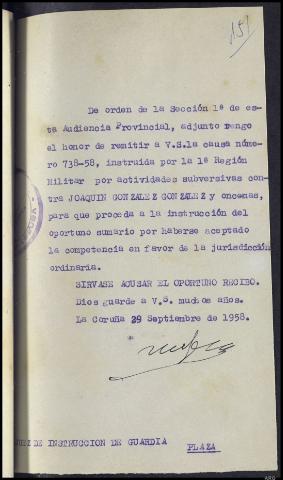 151
De orden de la Sección 1ª de es-
ta Audiencia Provincial, adjunto tengo
el honor de remitir a V.S.la causa núme-
ro 738-58, instruida por la 1ª Región
Militar por actividades subversivas con-
tra JOAQUIN GONZALEZ GONZALEZ y oncemas,
para que proceda a la instrucción del
oportuno sumario por háberse aceptado
la competencia en favor de la jurisdicción
ordinaria.
SIRVASE ACUSAR EL OPORTUNO RECIBO.
Dios guarde a V.S. muchos años.
La Coruña 29 Septiembre de 1958.
DE INSTRUCCION DE GUARDIA PLAZA